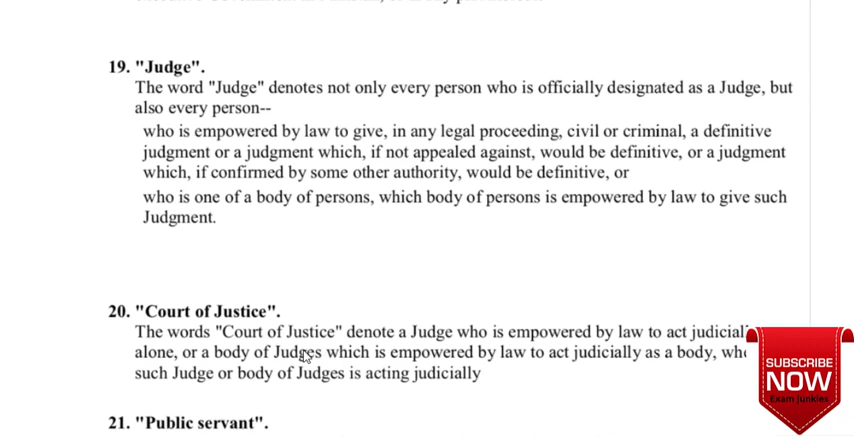 19. "Judge".
The word "Judge" denotes not only every person who is officially designated as a Judge, but
also every person--
who is empowered by law to give, in any legal proceeding, civil or criminal, a definitive
judgment or a judgment which, if not appealed against, would be definitive, or a judgment
which, if confirmed by some other authority, would be definitive, or
who is one of a body of persons, which body of persons is empowered by law to give such
Judgment.
20. "Court of Justice".
The words "Court of Justice" denote a Judge who is empowered by law to act
alone, or a body of Judges which is empowered by law to act judicially as a body,
such Judge or body of Judges is acting judicially
SUBSCRIBE
NOW
Exam Junkies
21. "Public servant".